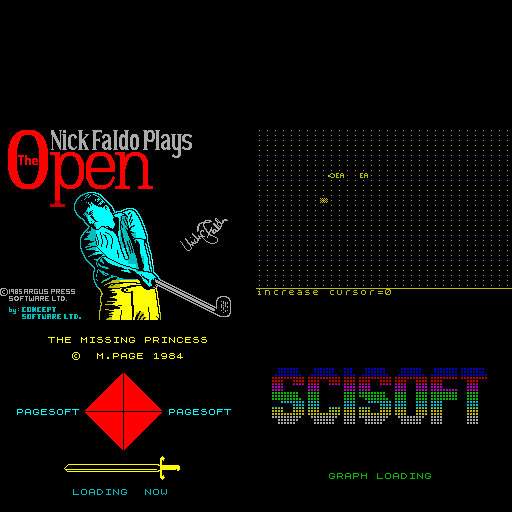 Nick Faldo Plays
The Open
©1985 ARGUS PRESS
SOFTWARE LTD.
by: CONCEPT
SOFTWARE LTD.
increase cursor=0
THE MISSING PRINCESS
© M.PAGE 1984
PAGESOFT PAGESOFT
LOADING NOW
SCISOFT
GRAPH LOADING